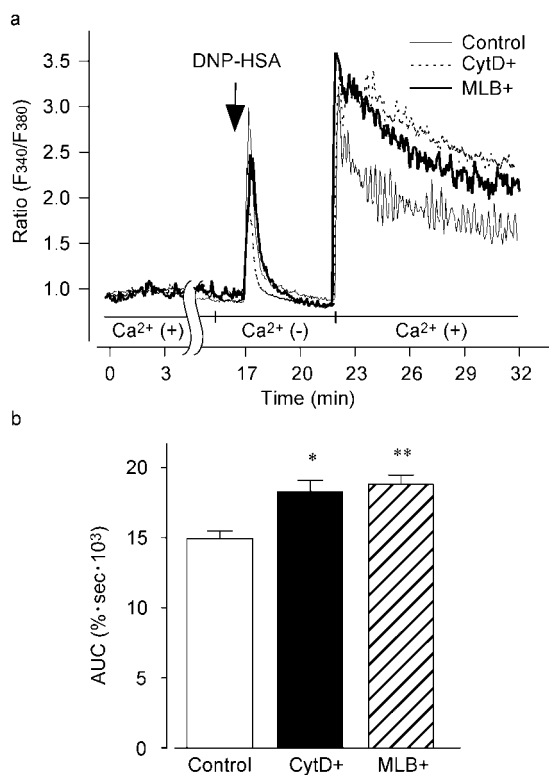 a
3.5
3.0
2.5
2.0
1.5
1.0
Ratio (F340/F380)
DNP-HSA
Control
CytD+
MLB+
Ca2+ (+)
Ca2+ (-)
Ca2+ (+)
0 3 17 20 23 26 29 32
Time (min)
b
20
15
10
5
0
AUC (%·sec·10³)
*
**
Control CytD+ MLB+